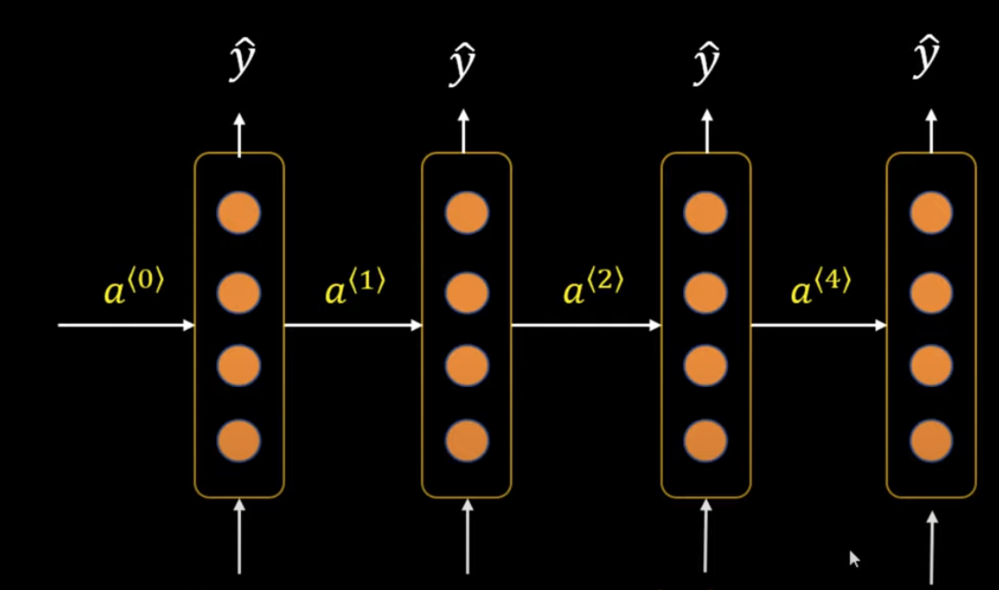 ŷ ŷ ŷ ŷ
a⟨0⟩ a⟨1⟩ a⟨2⟩ a⟨4⟩